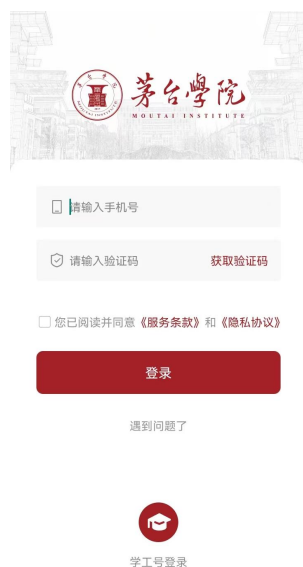 茅台學院
MOUTAI INSTITUTE
请输入手机号
请输入验证码 获取验证码
您已阅读并同意《服务条款》和《隐私协议》
登录
遇到问题了
学工号登录